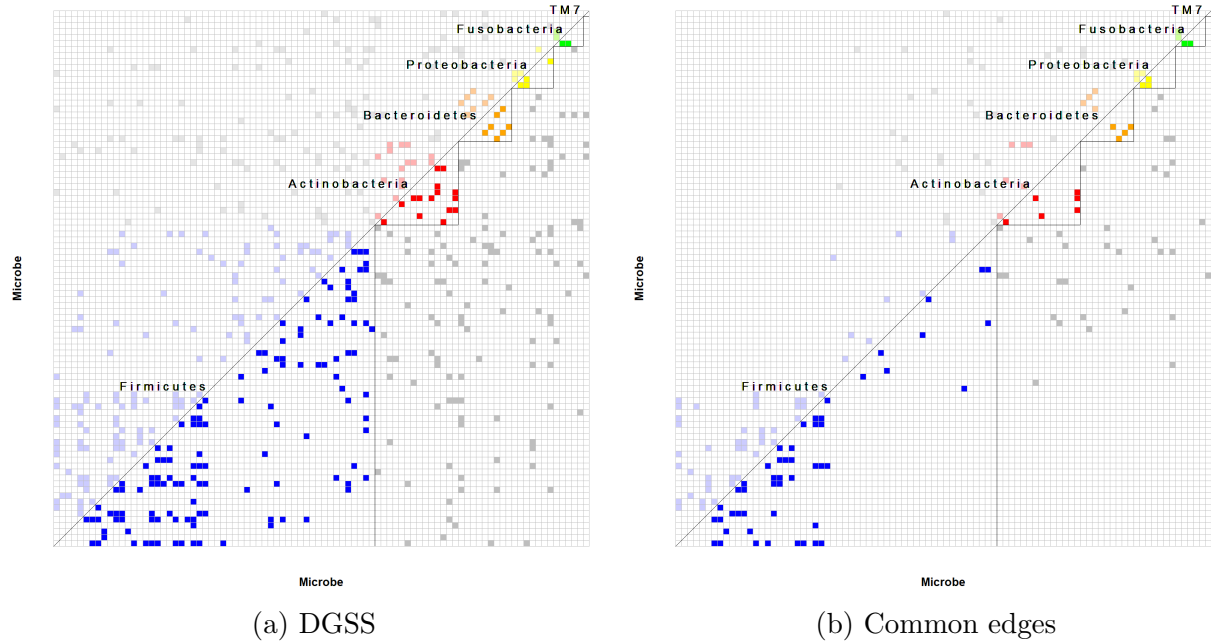 TM7
Fusobacteria
Proteobacteria
Bacteroidetes
Actinobacteria
Firmicutes
Microbe
Microbe
(a) DGSS
TM7
Fusobacteria
Proteobacteria
Bacteroidetes
Actinobacteria
Firmicutes
Microbe
Microbe
(b) Common edges